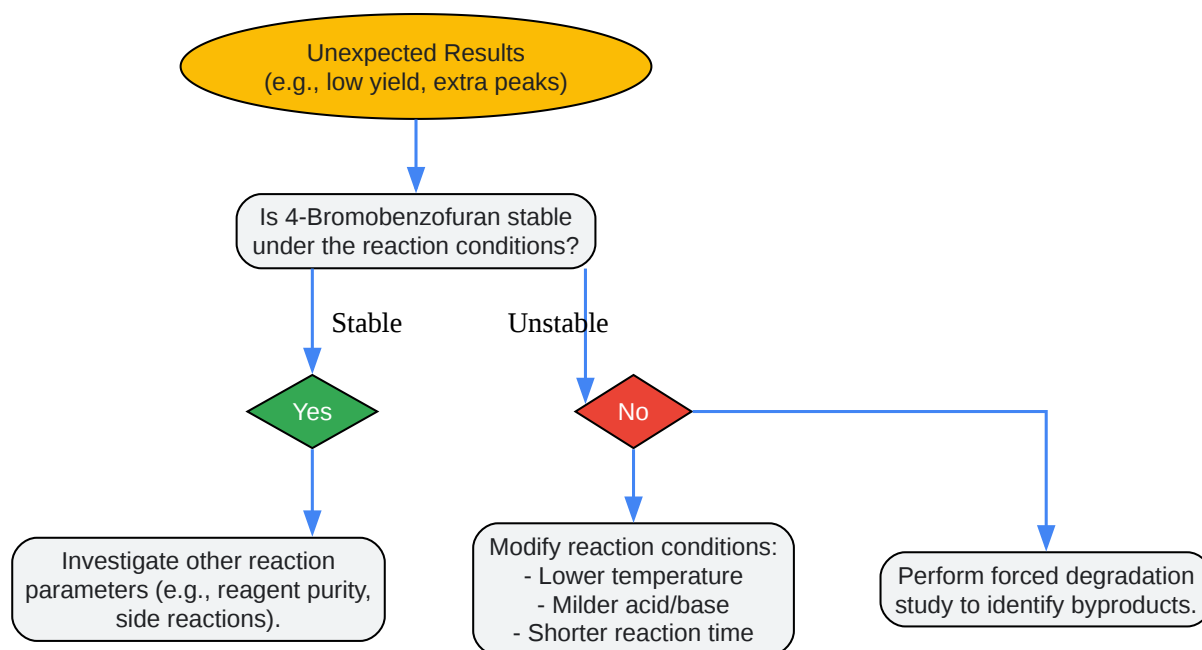 Unexpected Results
(e.g., low yield, extra peaks)
Is 4-Bromobenzofuran stable
under the reaction conditions?
Stable
Unstable
Yes
No
Investigate other reaction
parameters (e.g., reagent purity,
side reactions).
Modify reaction conditions:
- Lower temperature
- Milder acid/base
- Shorter reaction time
Perform forced degradation
study to identify byproducts.